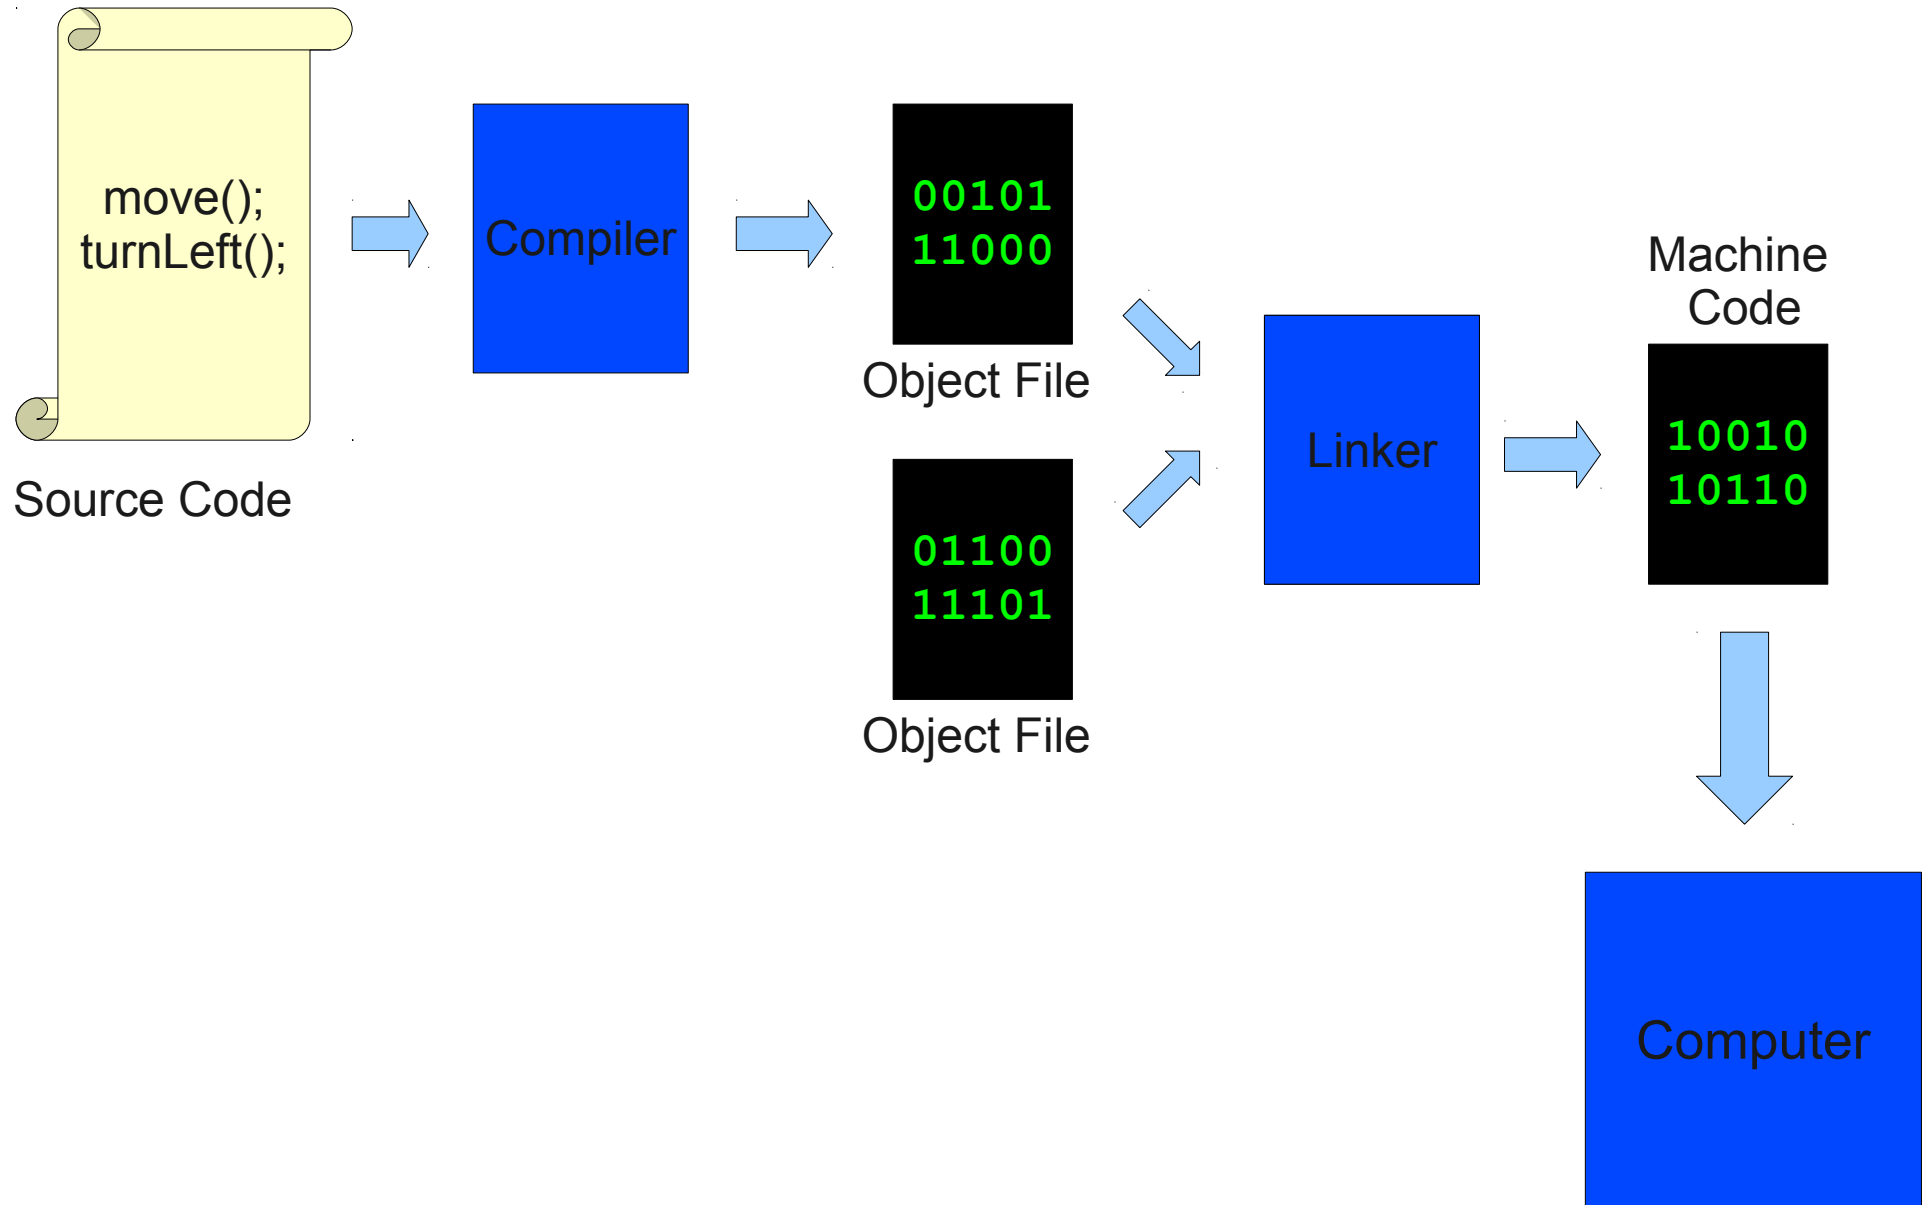 move();
turnLeft();
Source Code
Compiler
00101
11000
Object File
01100
11101
Object File
Linker
Machine
Code
10010
10110
Computer